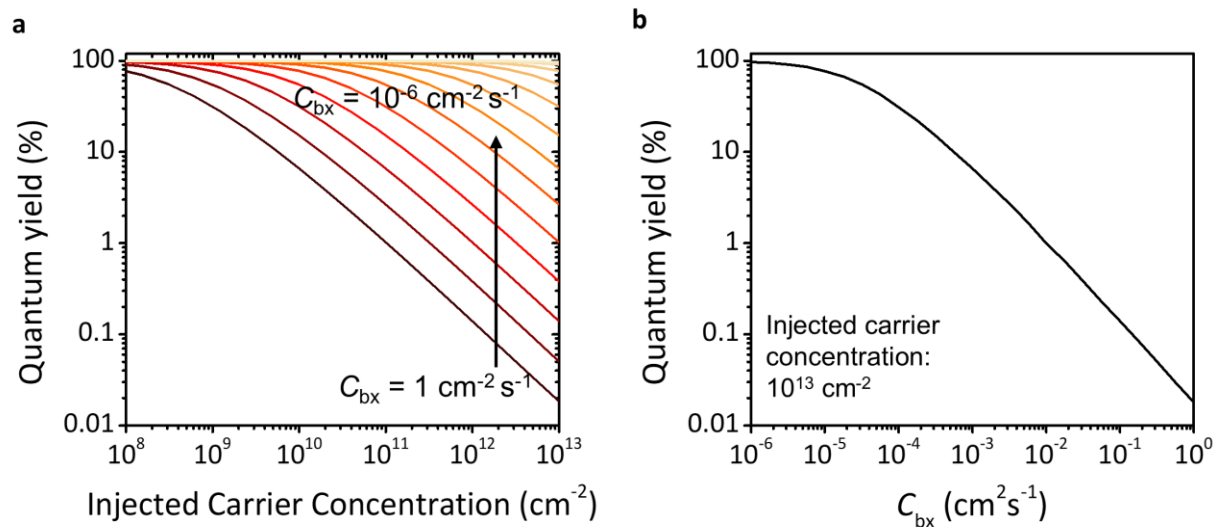 a
Quantum yield (%)
100
10
1
0.1
0.01
C_bx = 10^-6 cm^-2 s^-1
C_bx = 1 cm^-2 s^-1
10^8 10^9 10^10 10^11 10^12 10^13
Injected Carrier Concentration (cm^-2)
b
Quantum yield (%)
100
10
1
0.1
0.01
Injected carrier
concentration:
10^13 cm^-2
10^-6 10^-5 10^-4 10^-3 10^-2 10^-1 10^0
C_bx (cm^2s^-1)